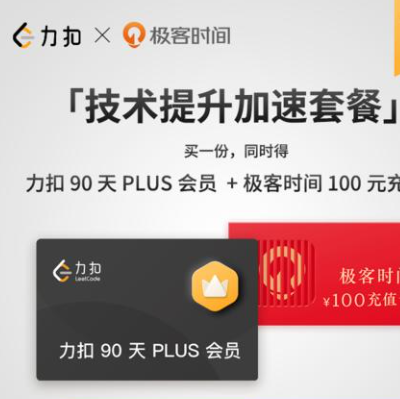 力扣 × 极客时间
「技术提升加速套餐」
买一份，同时得
力扣 90 天 PLUS 会员 + 极客时间 100 元充
力扣
LeetCode
极客时间
¥100充值
力扣 90 天 PLUS 会员